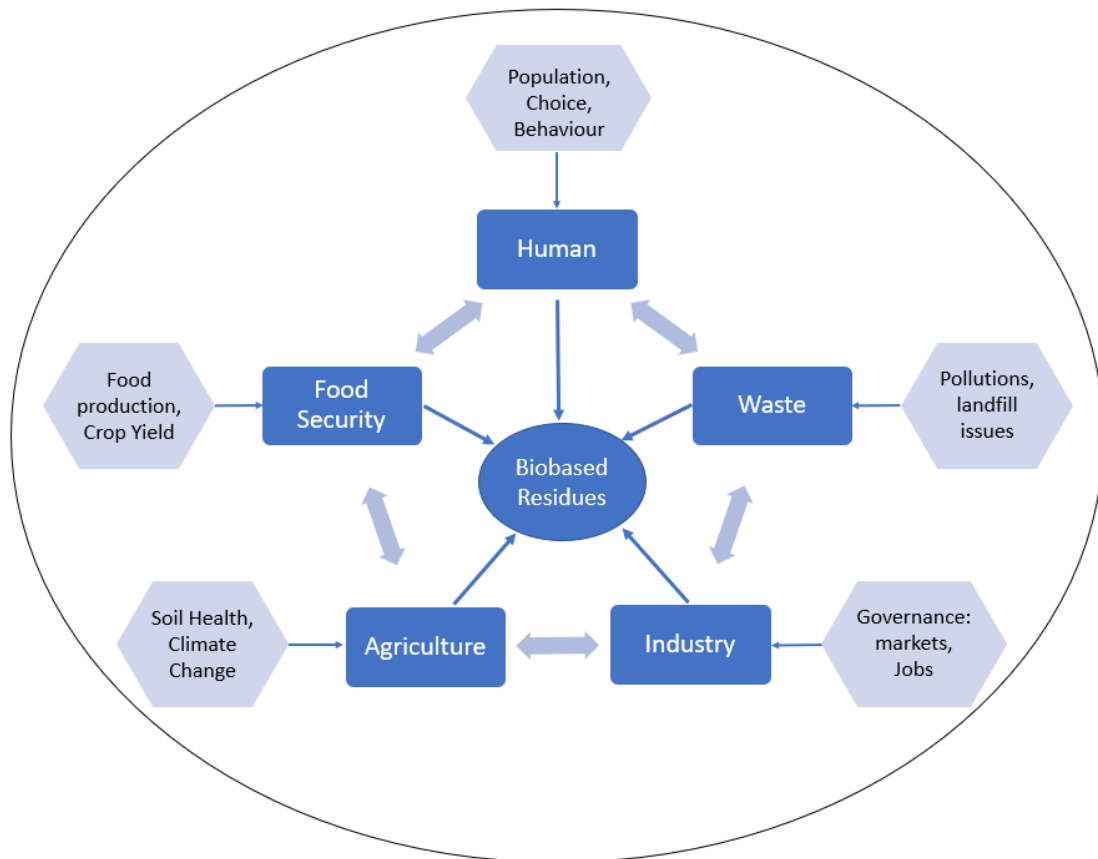 Population,
Choice,
Behaviour
Human
Food
production,
Crop Yield
Food
Security
Waste
Pollutions,
landfill
issues
Biobased
Residues
Soil Health,
Climate
Change
Agriculture
Industry
Governance:
markets,
Jobs